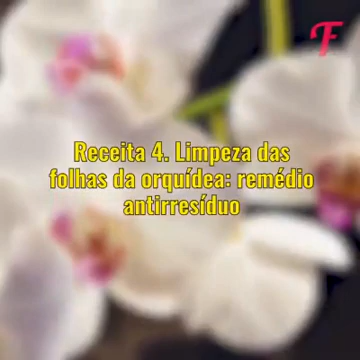 F
Receita 4. Limpeza das
folhas da orquídea: remédio
antirresíduo